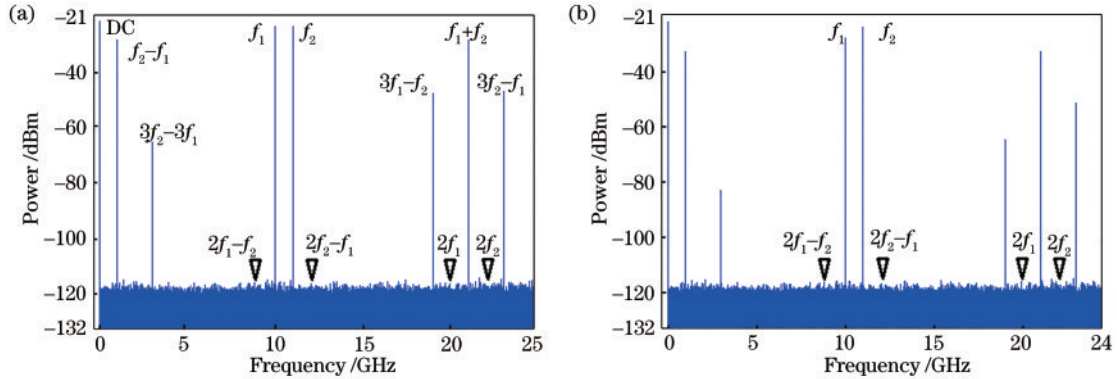 (a)
−21
−40
−60
−80
−100
−120
−132
Power /dBm
DC
f₂−f₁
3f₂−3f₁
f₁
f₂
2f₁−f₂
2f₂−f₁
f₁+f₂
3f₁−f₂
3f₂−f₁
2f₁
2f₂
0 5 10 15 20 25
Frequency /GHz
(b)
−21
−40
−60
−80
−100
−120
−132
Power /dBm
f₁
f₂
2f₁−f₂
2f₂−f₁
2f₁
2f₂
0 5 10 15 20 24
Frequency /GHz